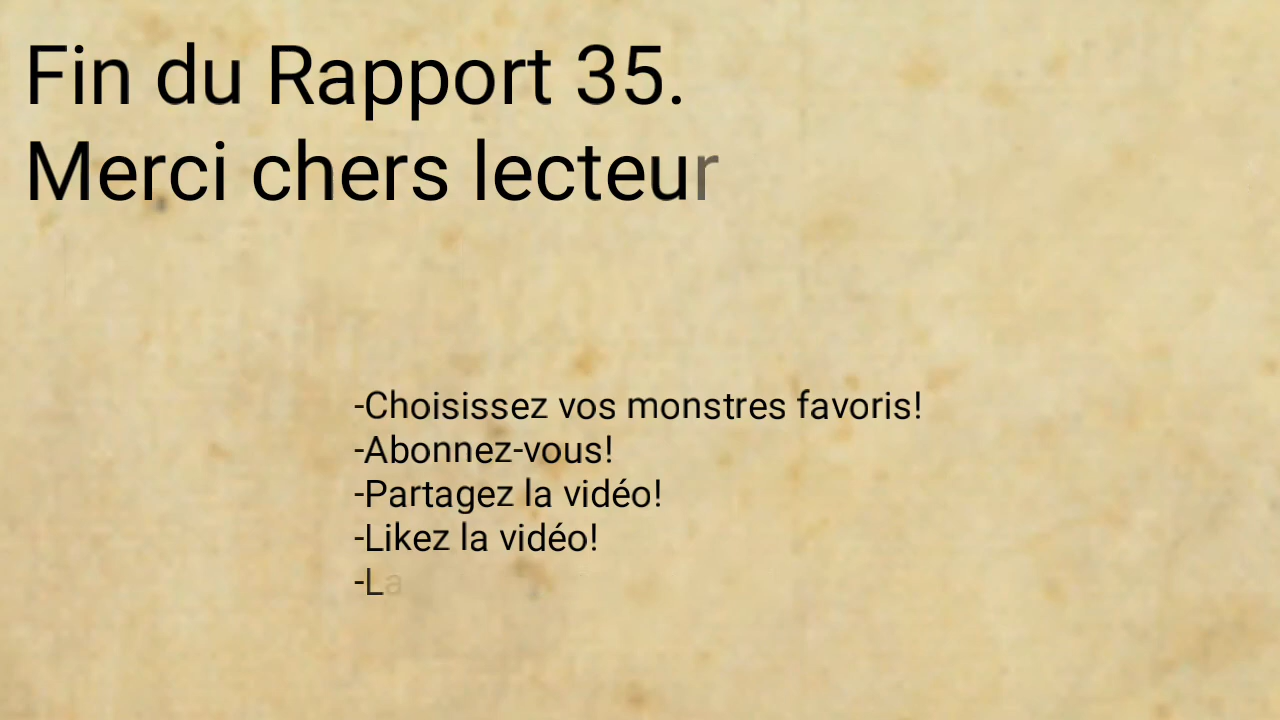 Fin du Rapport 35.
Merci chers lecteur
-Choisissez vos monstres favoris!
-Abonnez-vous!
-Partagez la vidéo!
-Likez la vidéo!
-La